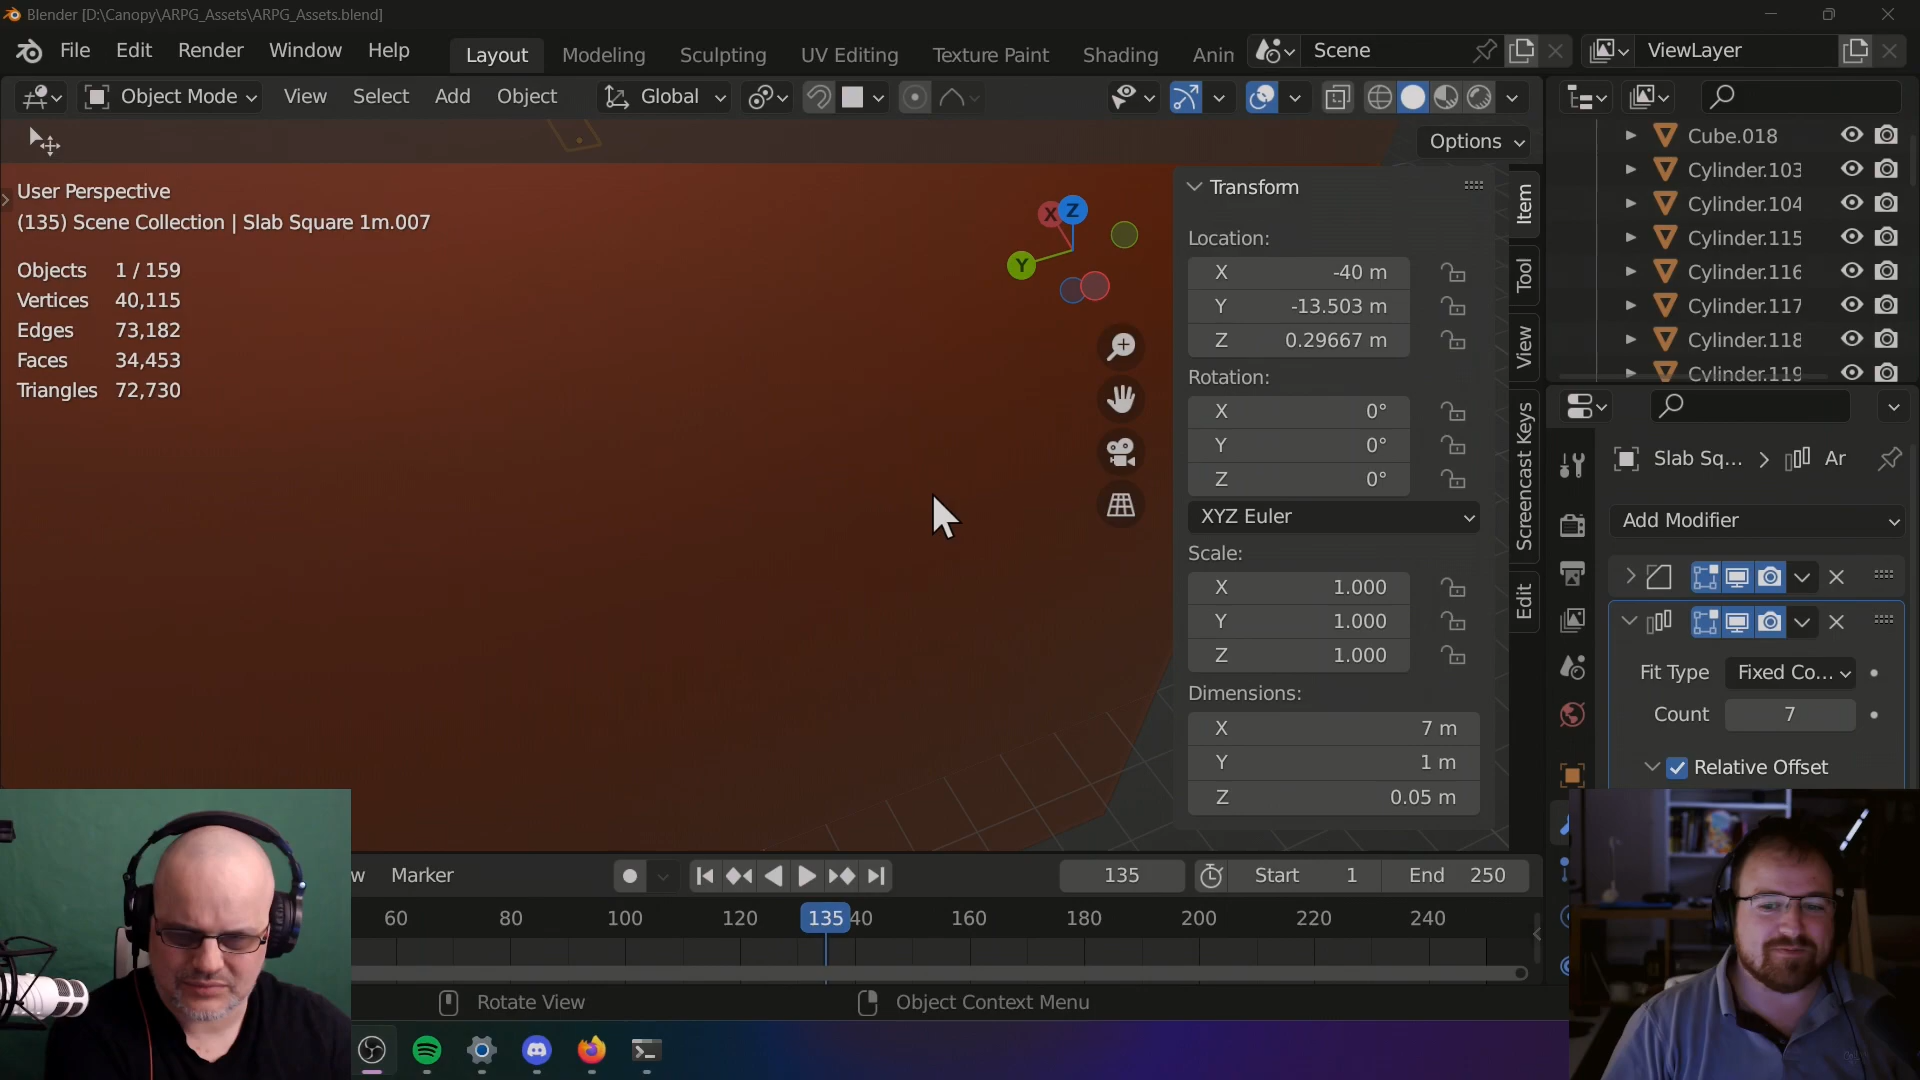 Blender [D:\Canopy\ARPG_Assets\ARPG_Assets.blend]
File Edit Render Window Help
Layout Modeling Sculpting UV Editing Texture Paint Shading Anin
Scene
ViewLayer
Object Mode View Select Add Object
Global
Options
User Perspective
(135) Scene Collection | Slab Square 1m.007
Objects 1 / 159
Vertices 40,115
Edges 73,182
Faces 34,453
Triangles 72,730
X
Z
Y
Transform
Location:
X -40 m
Y -13.503 m
Z 0.29667 m
Rotation:
X 0°
Y 0°
Z 0°
XYZ Euler
Scale:
X 1.000
Y 1.000
Z 1.000
Dimensions:
X 7 m
Y 1 m
Z 0.05 m
Item
Tool
View
Screencast Keys
Edit
Cube.018
Cylinder.103
Cylinder.104
Cylinder.115
Cylinder.116
Cylinder.117
Cylinder.118
Cylinder.119
Slab Sq... Ar
Add Modifier
Fit Type Fixed Co...
Count 7
Relative Offset
w Marker
135 Start 1 End 250
60 80 100 120 135 40 160 180 200 220 240
Rotate View Object Context Menu